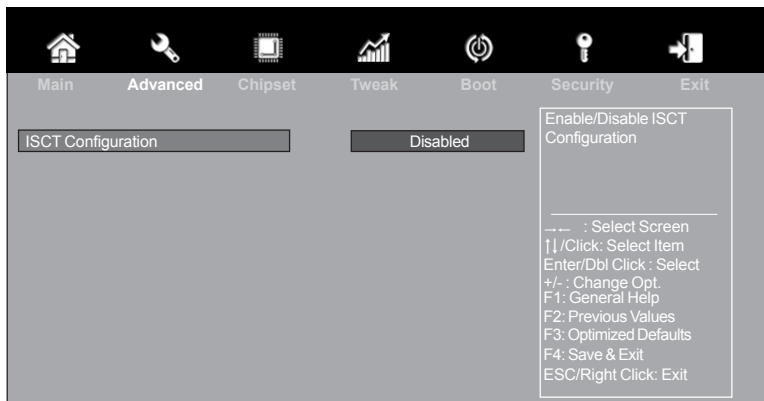 Main Advanced Chipset Tweak Boot Security Exit
ISCT Configuration Disabled
Enable/Disable ISCT
Configuration
→← : Select Screen
↑↓/Click: Select Item
Enter/Dbl Click : Select
+/- : Change Opt.
F1: General Help
F2: Previous Values
F3: Optimized Defaults
F4: Save & Exit
ESC/Right Click: Exit